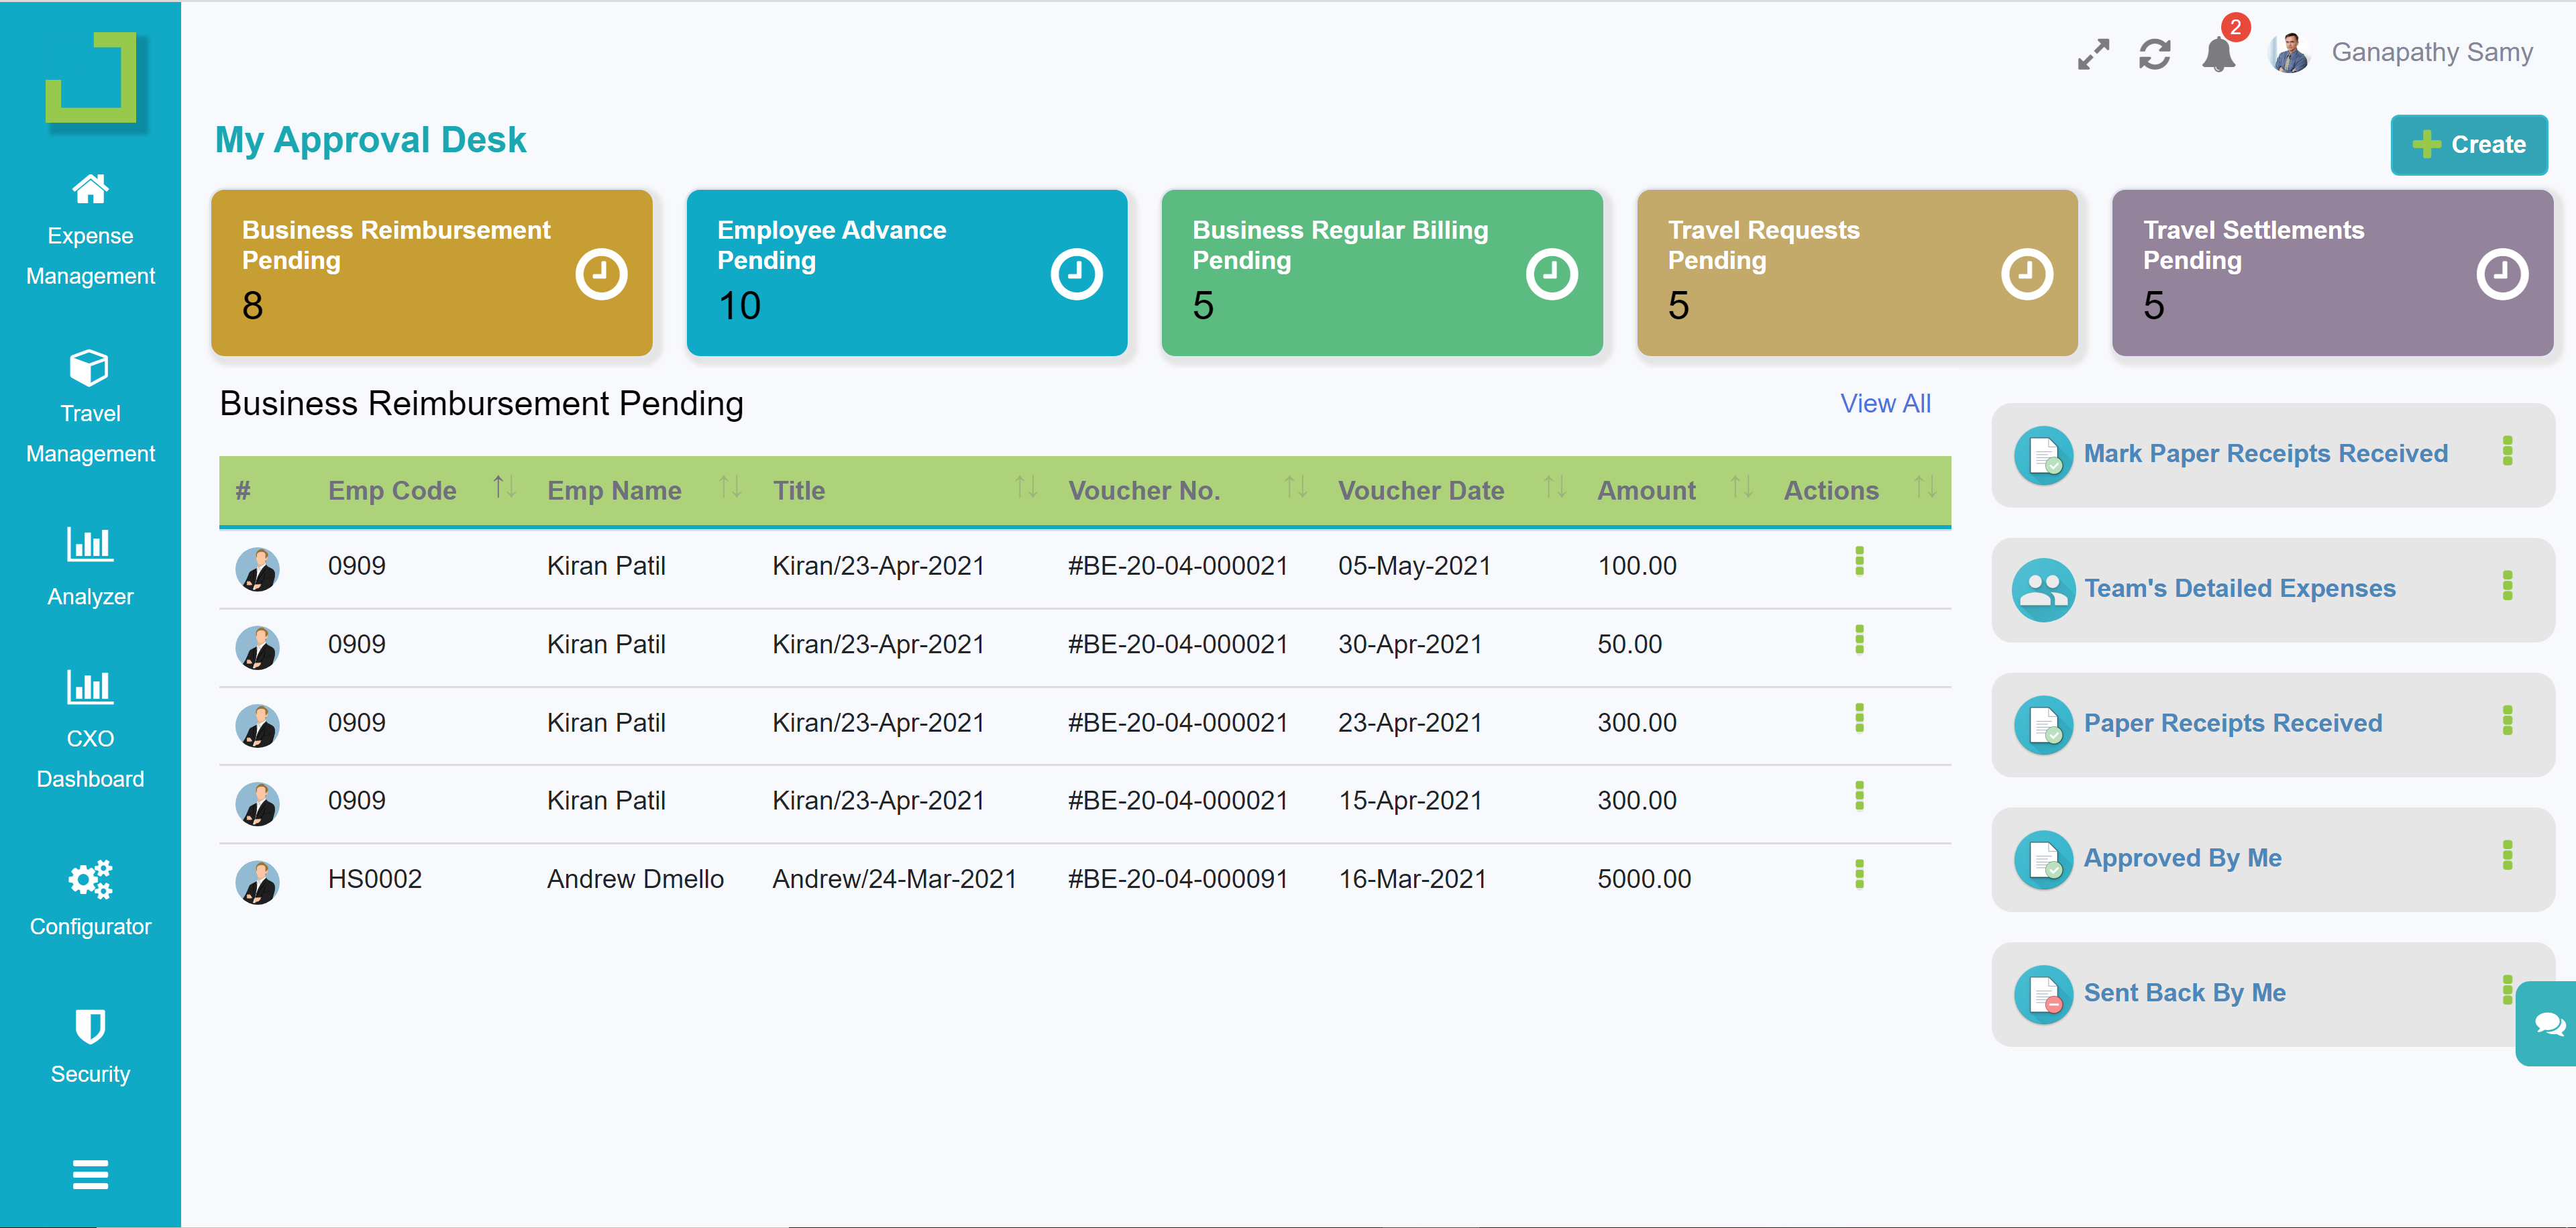 2
Ganapathy Samy
My Approval Desk
Create
Business Reimbursement
Pending
8
Employee Advance
Pending
10
Business Regular Billing
Pending
5
Travel Requests
Pending
5
Travel Settlements
Pending
5
Expense
Management
Travel
Management
Analyzer
CXO
Dashboard
Configurator
Security
Business Reimbursement Pending
View All
# Emp Code Emp Name Title Voucher No. Voucher Date Amount Actions
0909 Kiran Patil Kiran/23-Apr-2021 #BE-20-04-000021 05-May-2021 100.00
0909 Kiran Patil Kiran/23-Apr-2021 #BE-20-04-000021 30-Apr-2021 50.00
0909 Kiran Patil Kiran/23-Apr-2021 #BE-20-04-000021 23-Apr-2021 300.00
0909 Kiran Patil Kiran/23-Apr-2021 #BE-20-04-000021 15-Apr-2021 300.00
HS0002 Andrew Dmello Andrew/24-Mar-2021 #BE-20-04-000091 16-Mar-2021 5000.00
Mark Paper Receipts Received
Team's Detailed Expenses
Paper Receipts Received
Approved By Me
Sent Back By Me